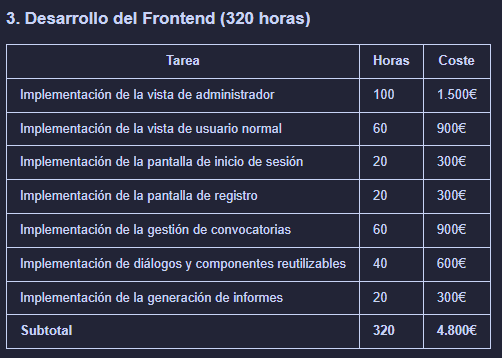 3. Desarrollo del Frontend (320 horas)
Tarea Horas Coste
Implementación de la vista de administrador 100 1.500€
Implementación de la vista de usuario normal 60 900€
Implementación de la pantalla de inicio de sesión 20 300€
Implementación de la pantalla de registro 20 300€
Implementación de la gestión de convocatorias 60 900€
Implementación de diálogos y componentes reutilizables 40 600€
Implementación de la generación de informes 20 300€
Subtotal 320 4.800€